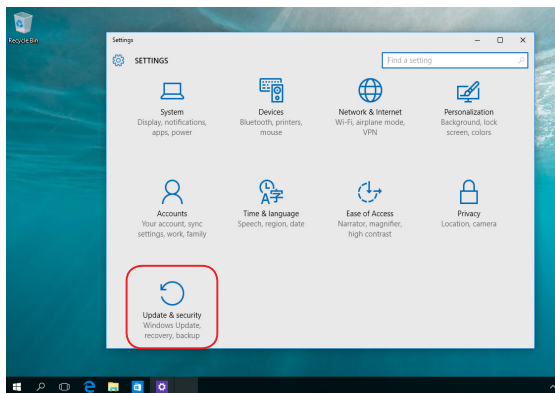 Recycle Bin
Settings
SETTINGS
Find a setting
System
Display, notifications,
apps, power
Devices
Bluetooth, printers,
mouse
Network & Internet
Wi-Fi, airplane mode,
VPN
Personalization
Background, lock
screen, colors
Accounts
Your account, sync
settings, work, family
Time & language
Speech, region, date
Ease of Access
Narrator, magnifier,
high contrast
Privacy
Location, camera
Update & security
Windows Update,
recovery, backup